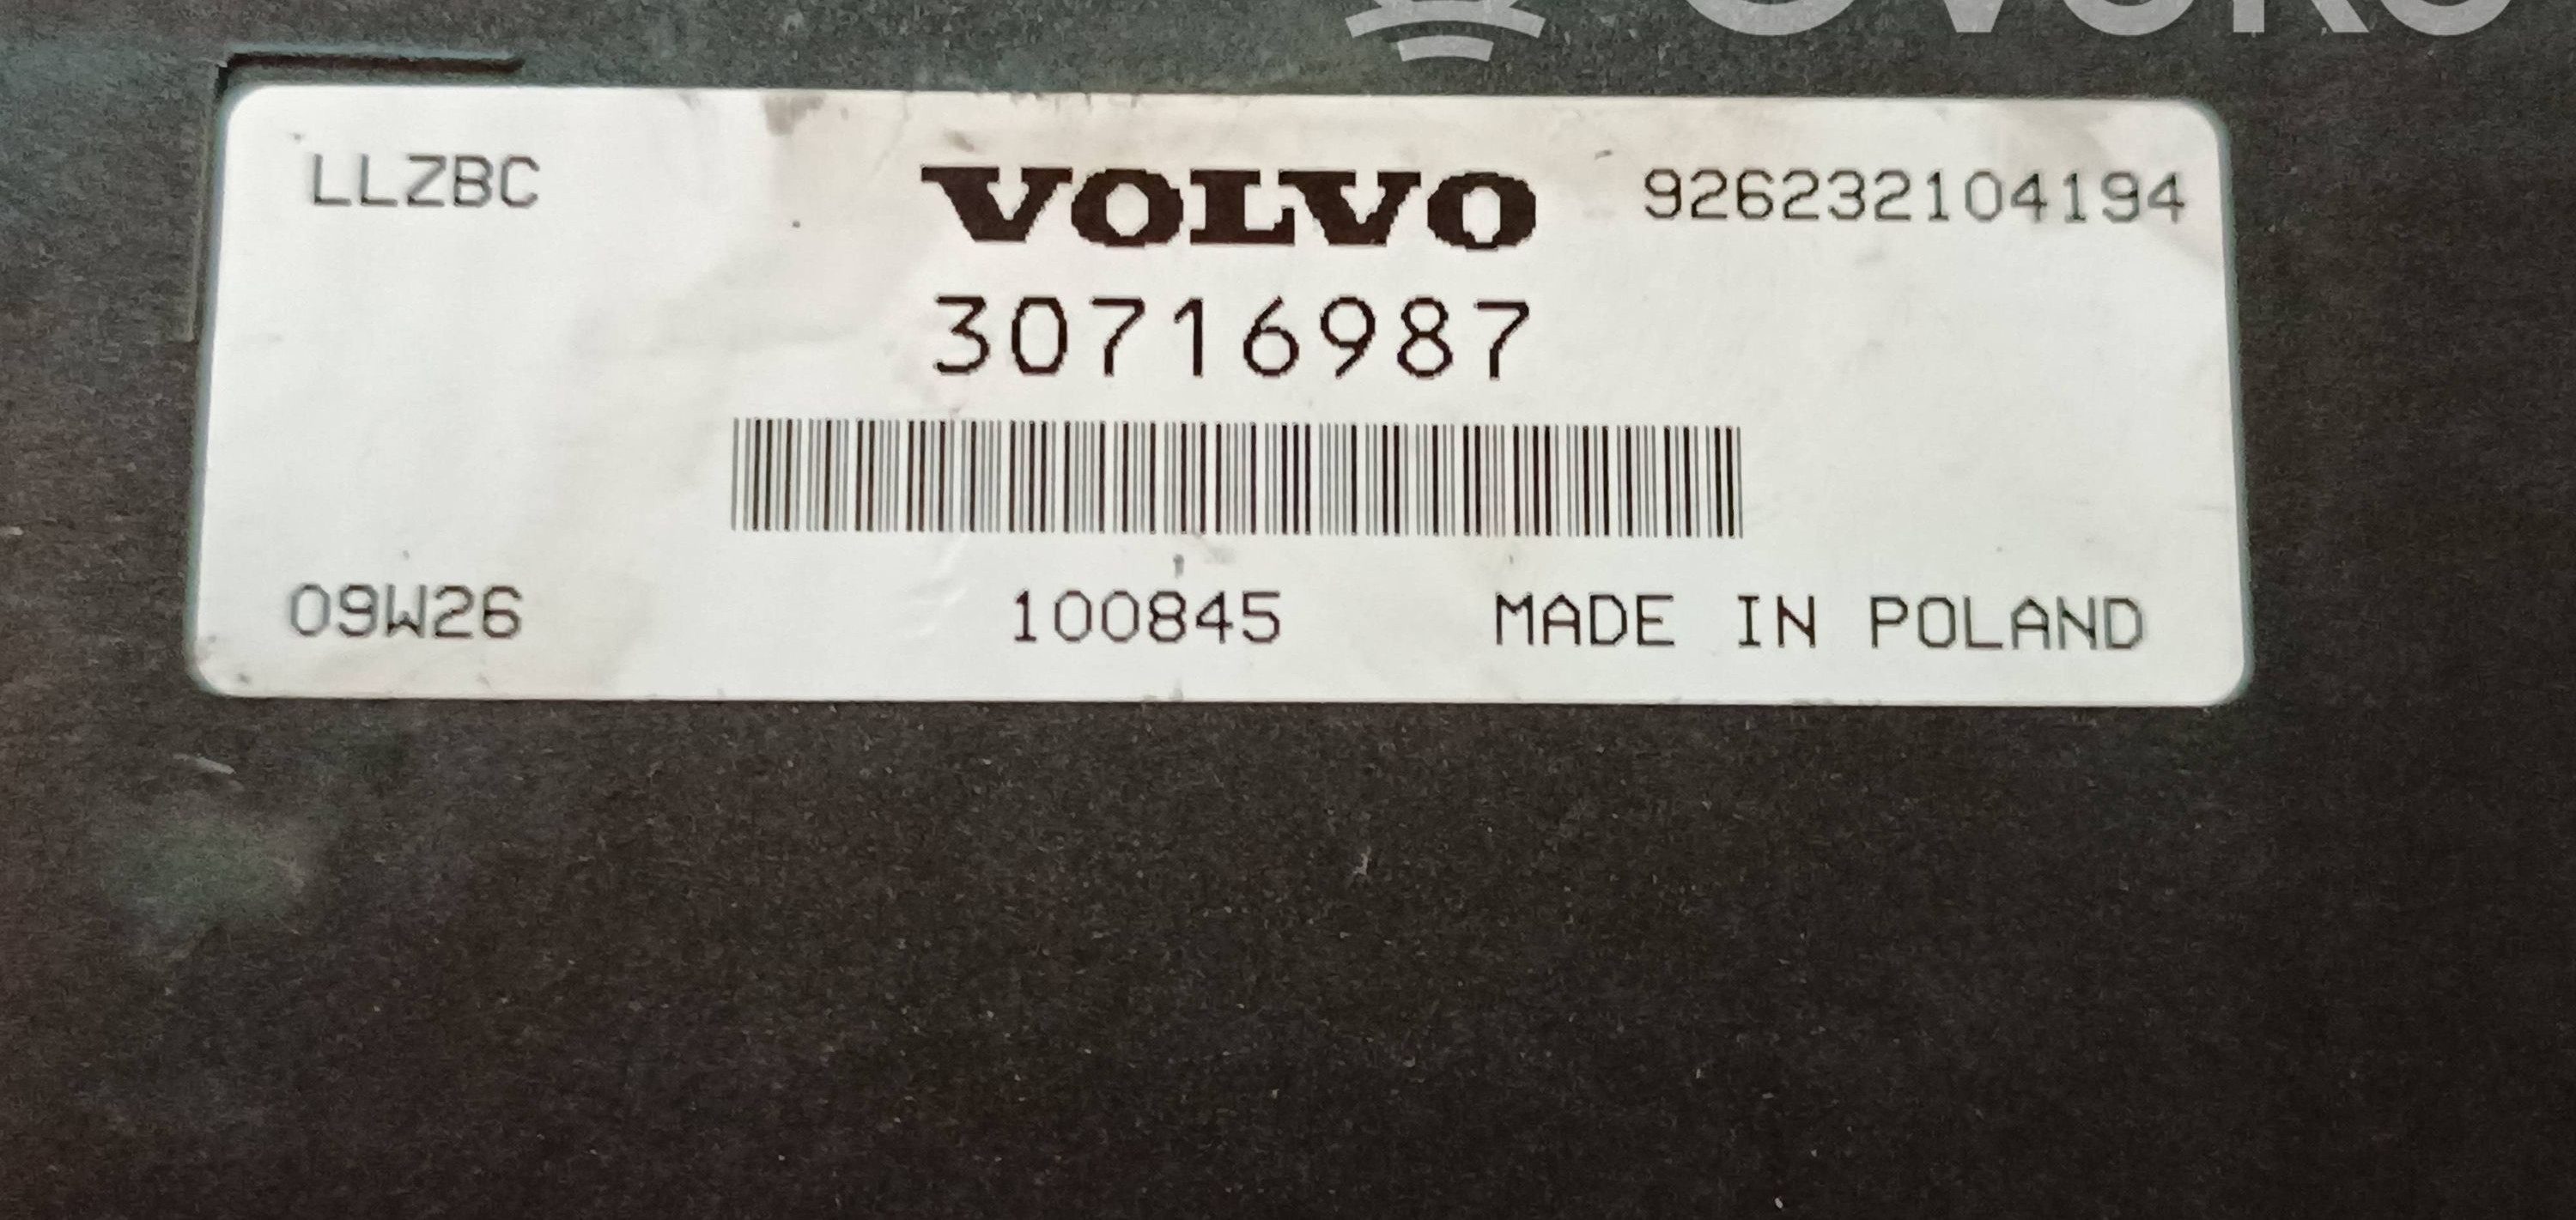 LLZBC VOLVO 926232104194
30716987
09W26 100845 MADE IN POLAND